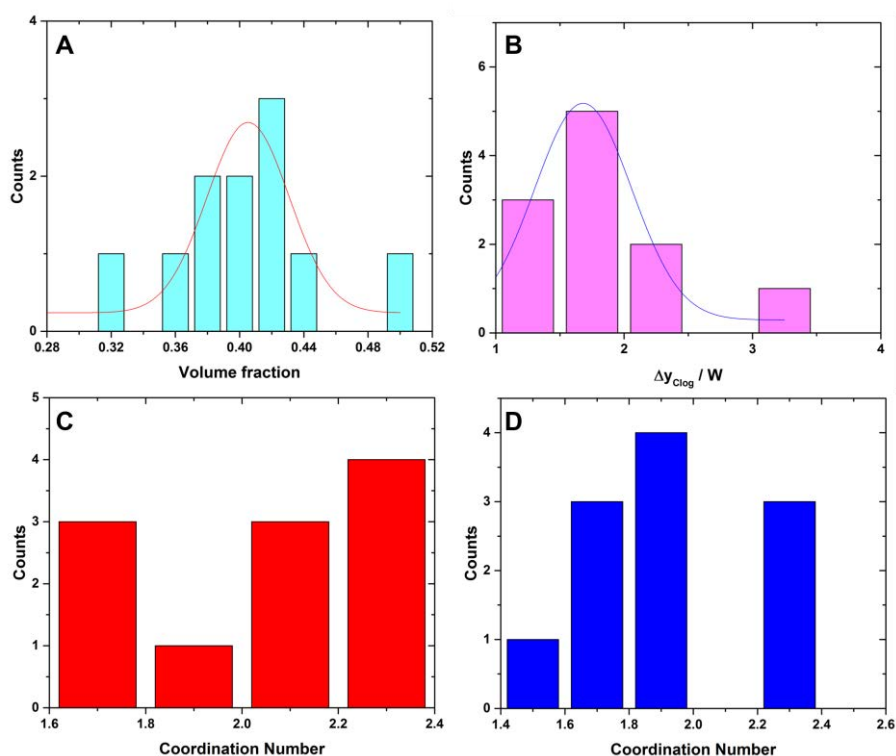 A
Counts
4
2
0
0.28 0.32 0.36 0.40 0.44 0.48 0.52
Volume fraction
B
Counts
6
4
2
0
1 2 3 4
Δy_Clog / W
C
Counts
5
4
3
2
1
0
1.6 1.8 2.0 2.2 2.4
Coordination Number
D
Counts
4
3
2
1
0
1.4 1.6 1.8 2.0 2.2 2.4 2.6
Coordination Number